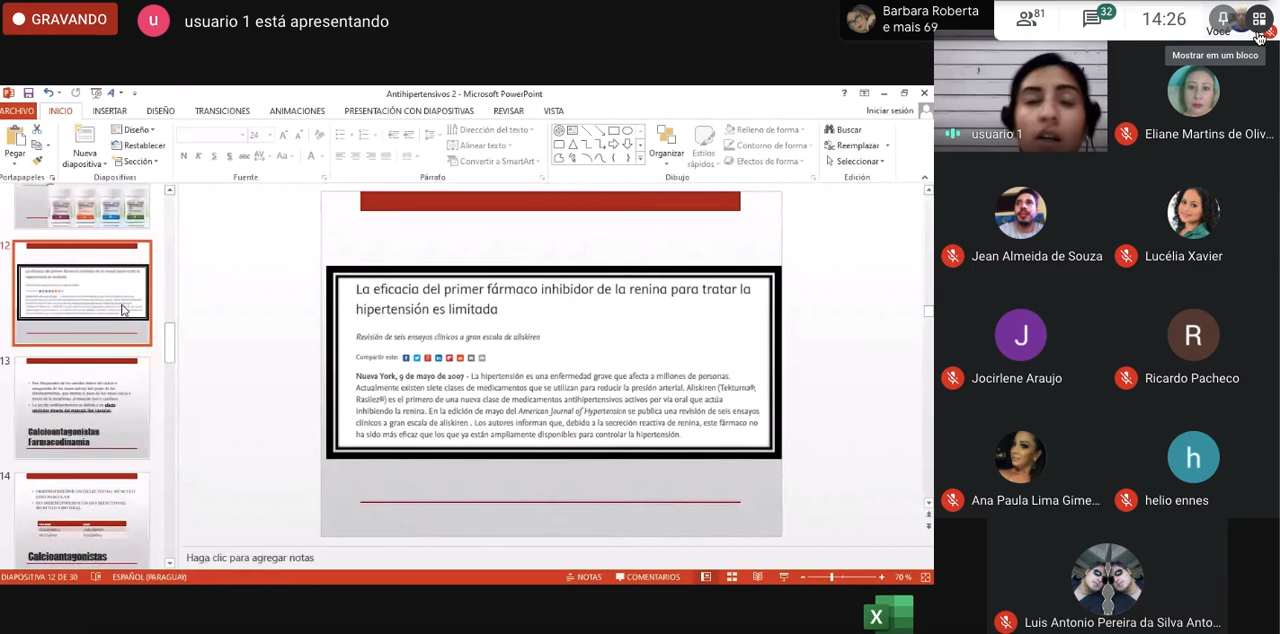 GRAVANDO
u
usuario 1 está apresentando
Barbara Roberta
e mais 69
81
32
14:26
Você
Mostrar em um bloco
Antihipertensivos 2 - Microsoft PowerPoint
Iniciar sesión
ARCHIVO INICIO INSERTAR DISEÑO TRANSICIONES ANIMACIONES PRESENTACIÓN CON DIAPOSITIVAS REVISAR VISTA
Pegar
Nueva
diapositiva
Diseño
Restablecer
Sección
24
N K S S abc AV Aa A
Dirección del texto
Alinear texto
Convertir a SmartArt
Organizar
Estilos
rápidos
Relleno de forma
Contorno de forma
Efectos de forma
Buscar
Reemplazar
Seleccionar
Portapapeles
Diapositivas
Fuente
Párrafo
Dibujo
Edición
12
13
Calcioantagonistas
Farmacodinamia
14
Calcioantagonistas
La eficacia del primer fármaco inhibidor de la renina para tratar la
hipertensión es limitada
Revisión de seis ensayos clínicos a gran escala de aliskiren
Compartir este:
Nueva York, 9 de mayo de 2007 - La hipertensión es una enfermedad grave que afecta a millones de personas.
Actualmente existen siete clases de medicamentos que se utilizan para reducir la presión arterial. Aliskiren (Tekturna®,
Rasilez®) es el primero de una nueva clase de medicamentos antihipertensivos activos por vía oral que actúa
inhibiendo la renina. En la edición de mayo del American Journal of Hypertension se publica una revisión de seis ensayos
clínicos a gran escala de aliskiren . Los autores informan que, debido a la secreción reactiva de renina, este fármaco no
ha sido más eficaz que los que ya están ampliamente disponibles para controlar la hipertensión.
Haga clic para agregar notas
DIAPOSITIVA 12 DE 30
ESPAÑOL (PARAGUAY)
NOTAS
COMENTARIOS
70 %
X
usuario 1
Eliane Martins de Oliv...
Jean Almeida de Souza
Lucélia Xavier
J
Jocirlene Araujo
R
Ricardo Pacheco
Ana Paula Lima Gime...
h
helio ennes
Luis Antonio Pereira da Silva Anto...